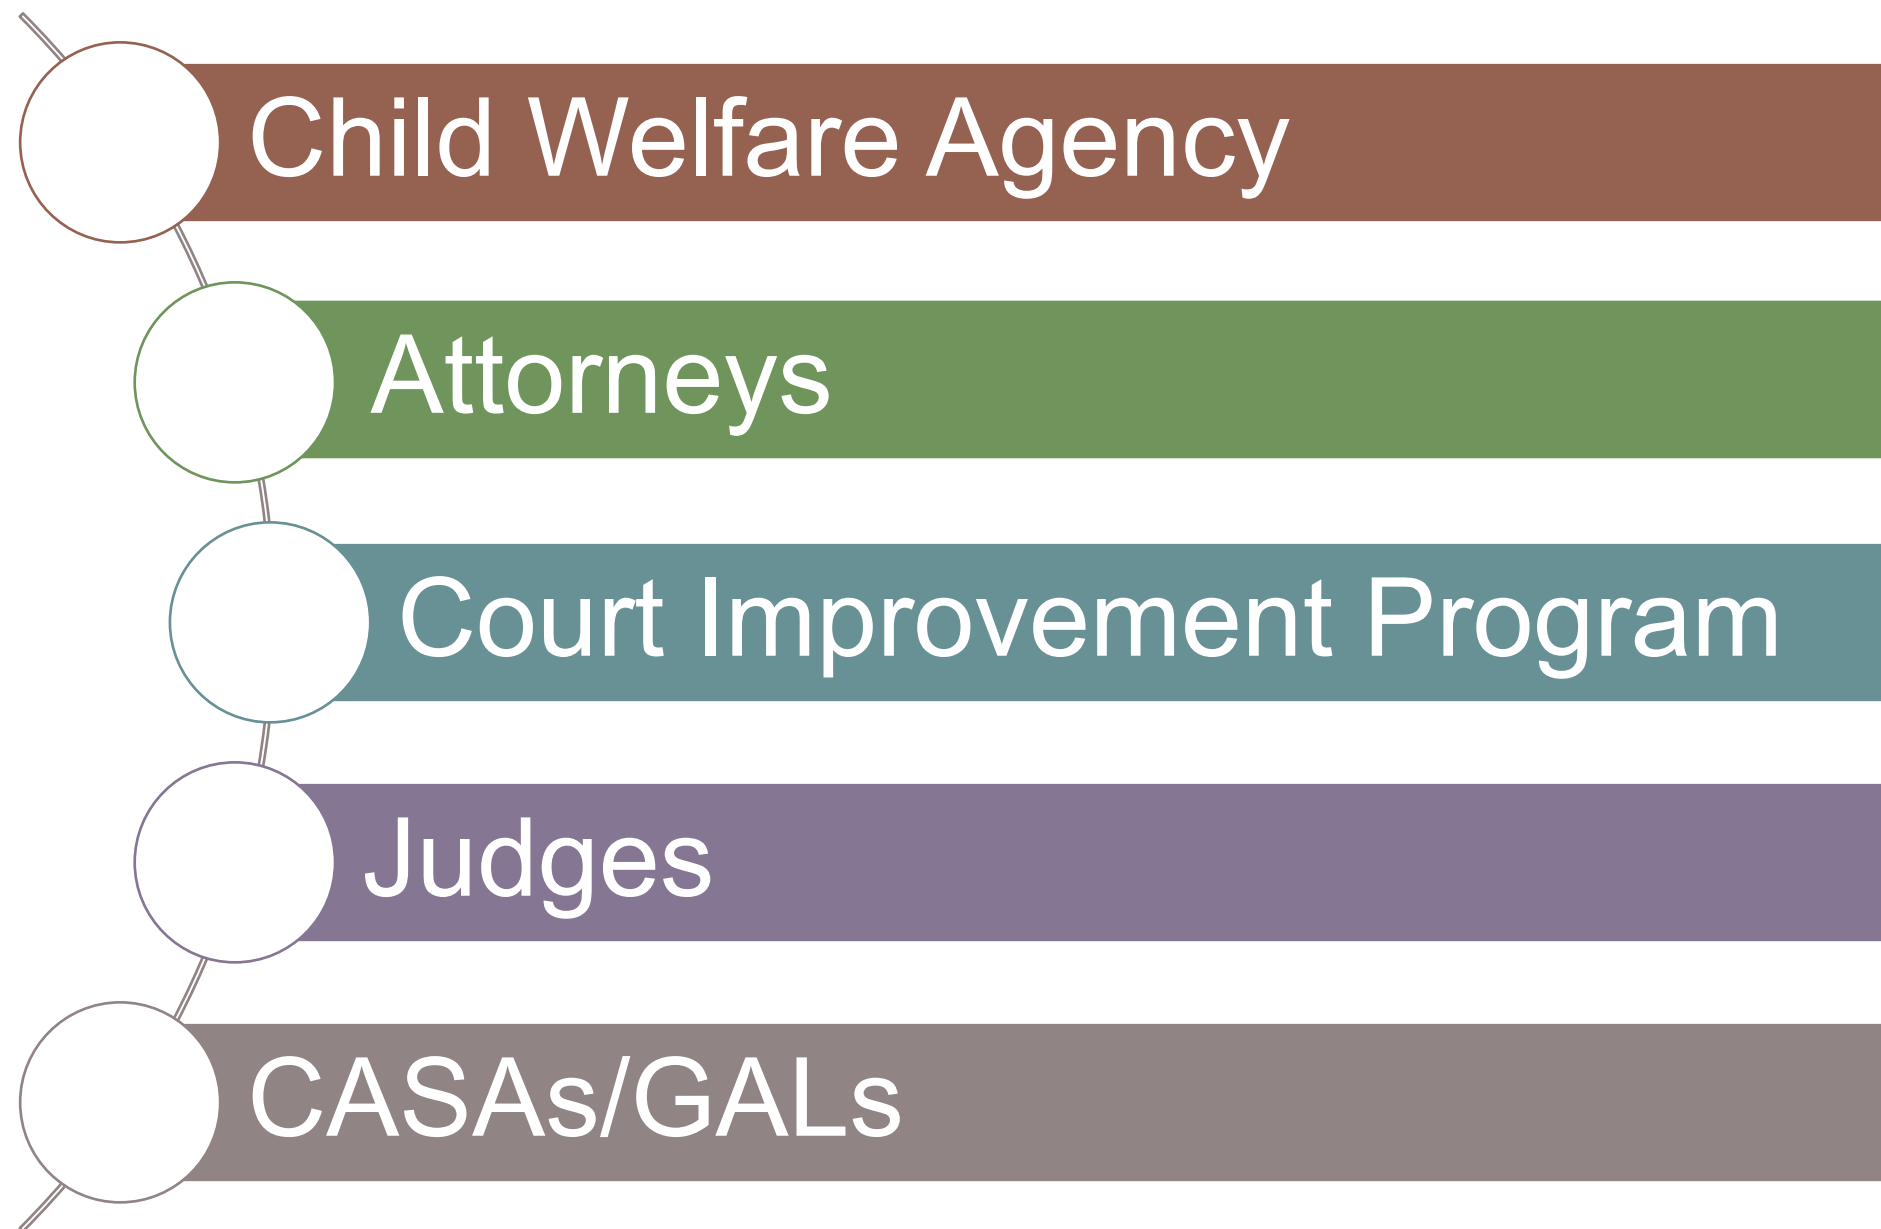 Child Welfare Agency
Attorneys
Court Improvement Program
Judges
CASAs/GALs